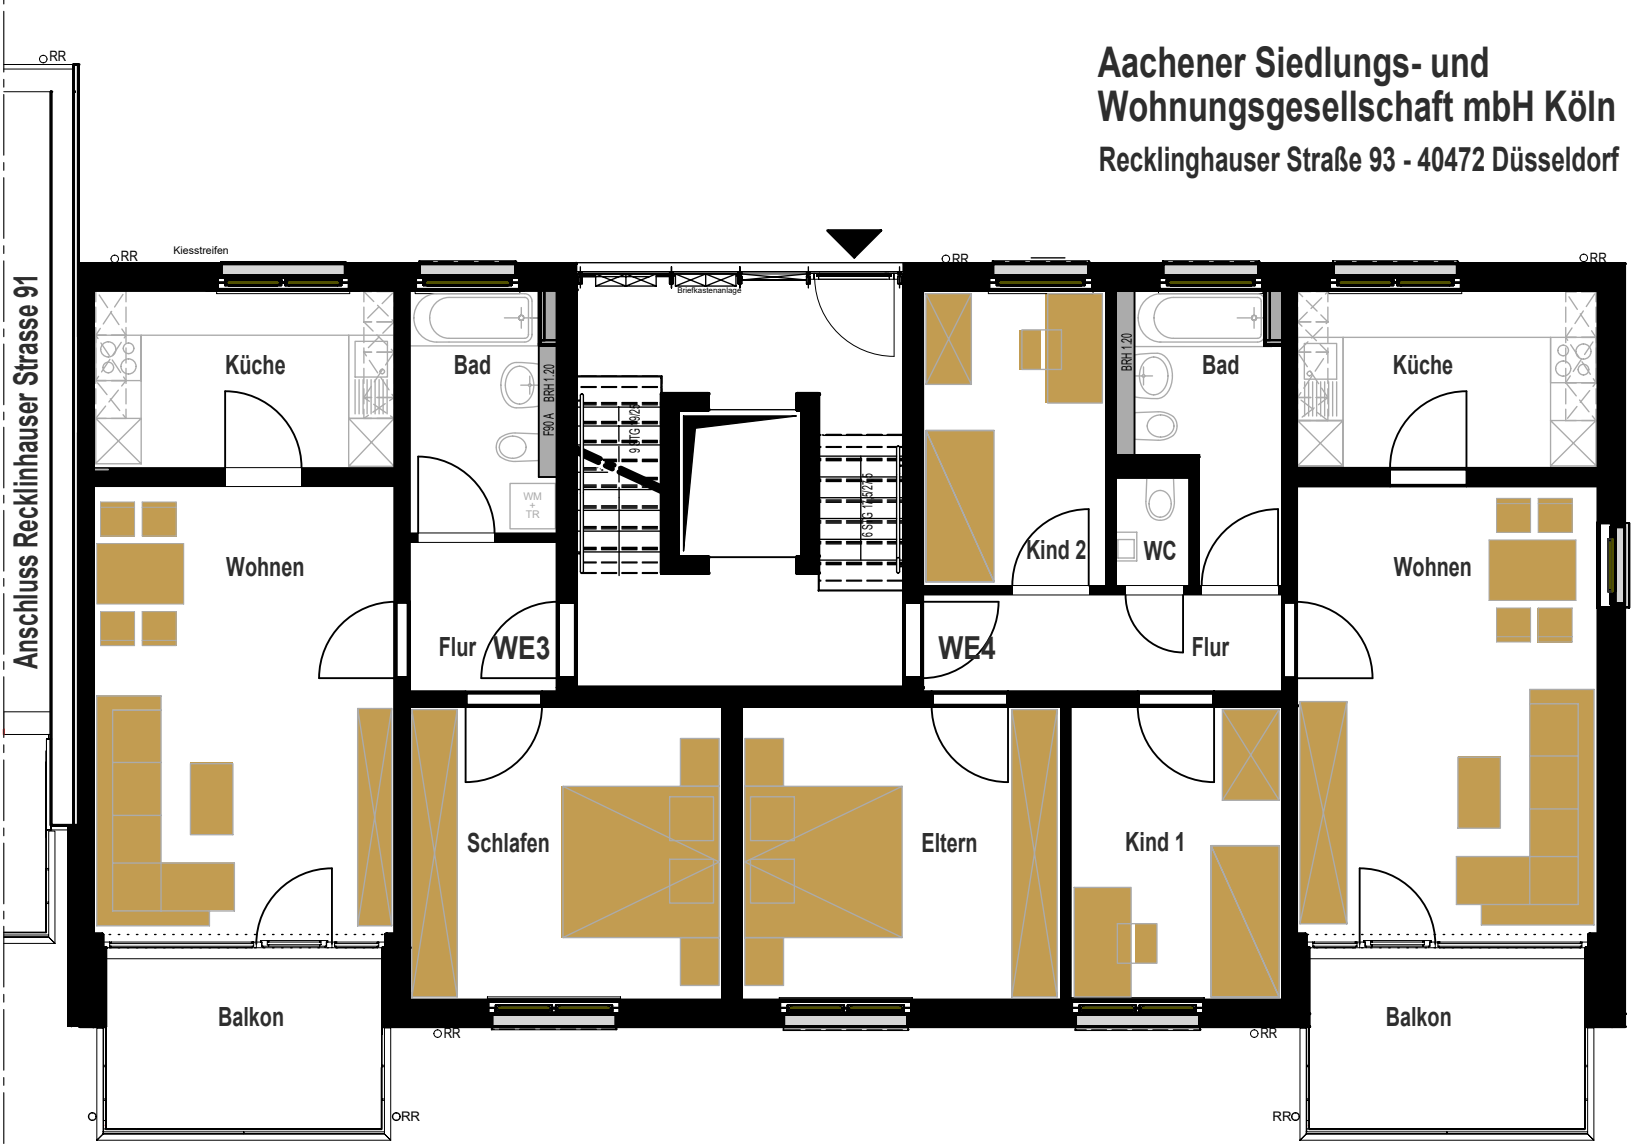 RR
Aachener Siedlungs- und
Wohnungsgesellschaft mbH Köln
Recklinghauser Straße 93 - 40472 Düsseldorf
RR
Kiesstreifen
RR
RR
Briefkastenanlage
Anschluss Recklinhauser Strasse 91
Küche
Bad
F90 A BRH 1.20
BRH 1.20
Bad
Küche
WM
+
TR
Wohnen
Kind 2
WC
Wohnen
Flur
WE3
WE4
Flur
Schlafen
Eltern
Kind 1
Balkon
Balkon
RR
RR
RR
RR